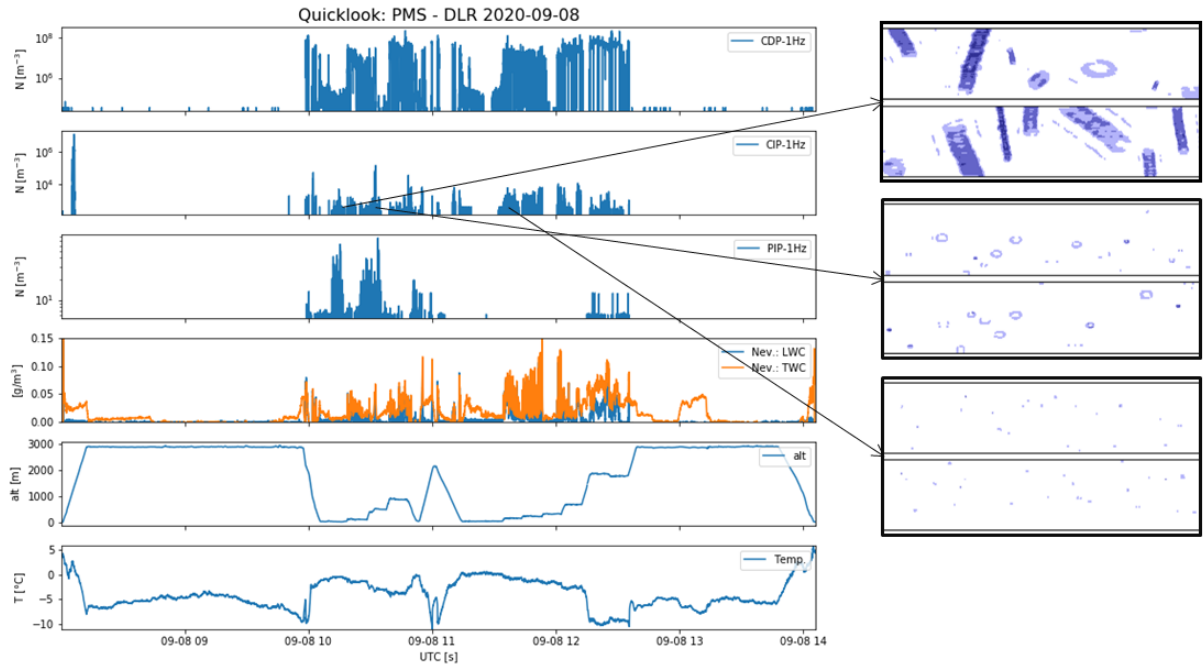 Quicklook: PMS - DLR 2020-09-08
N [m⁻³]
10⁸
10⁶
CDP-1Hz
N [m⁻³]
10⁶
10⁴
CIP-1Hz
N [m⁻³]
10¹
PIP-1Hz
[g/m³]
0.15
0.10
0.05
0.00
Nev.: LWC
Nev.: TWC
alt [m]
3000
2000
1000
0
alt
T [°C]
5
0
−5
−10
Temp.
09-08 09
09-08 10
09-08 11
09-08 12
09-08 13
09-08 14
UTC [s]